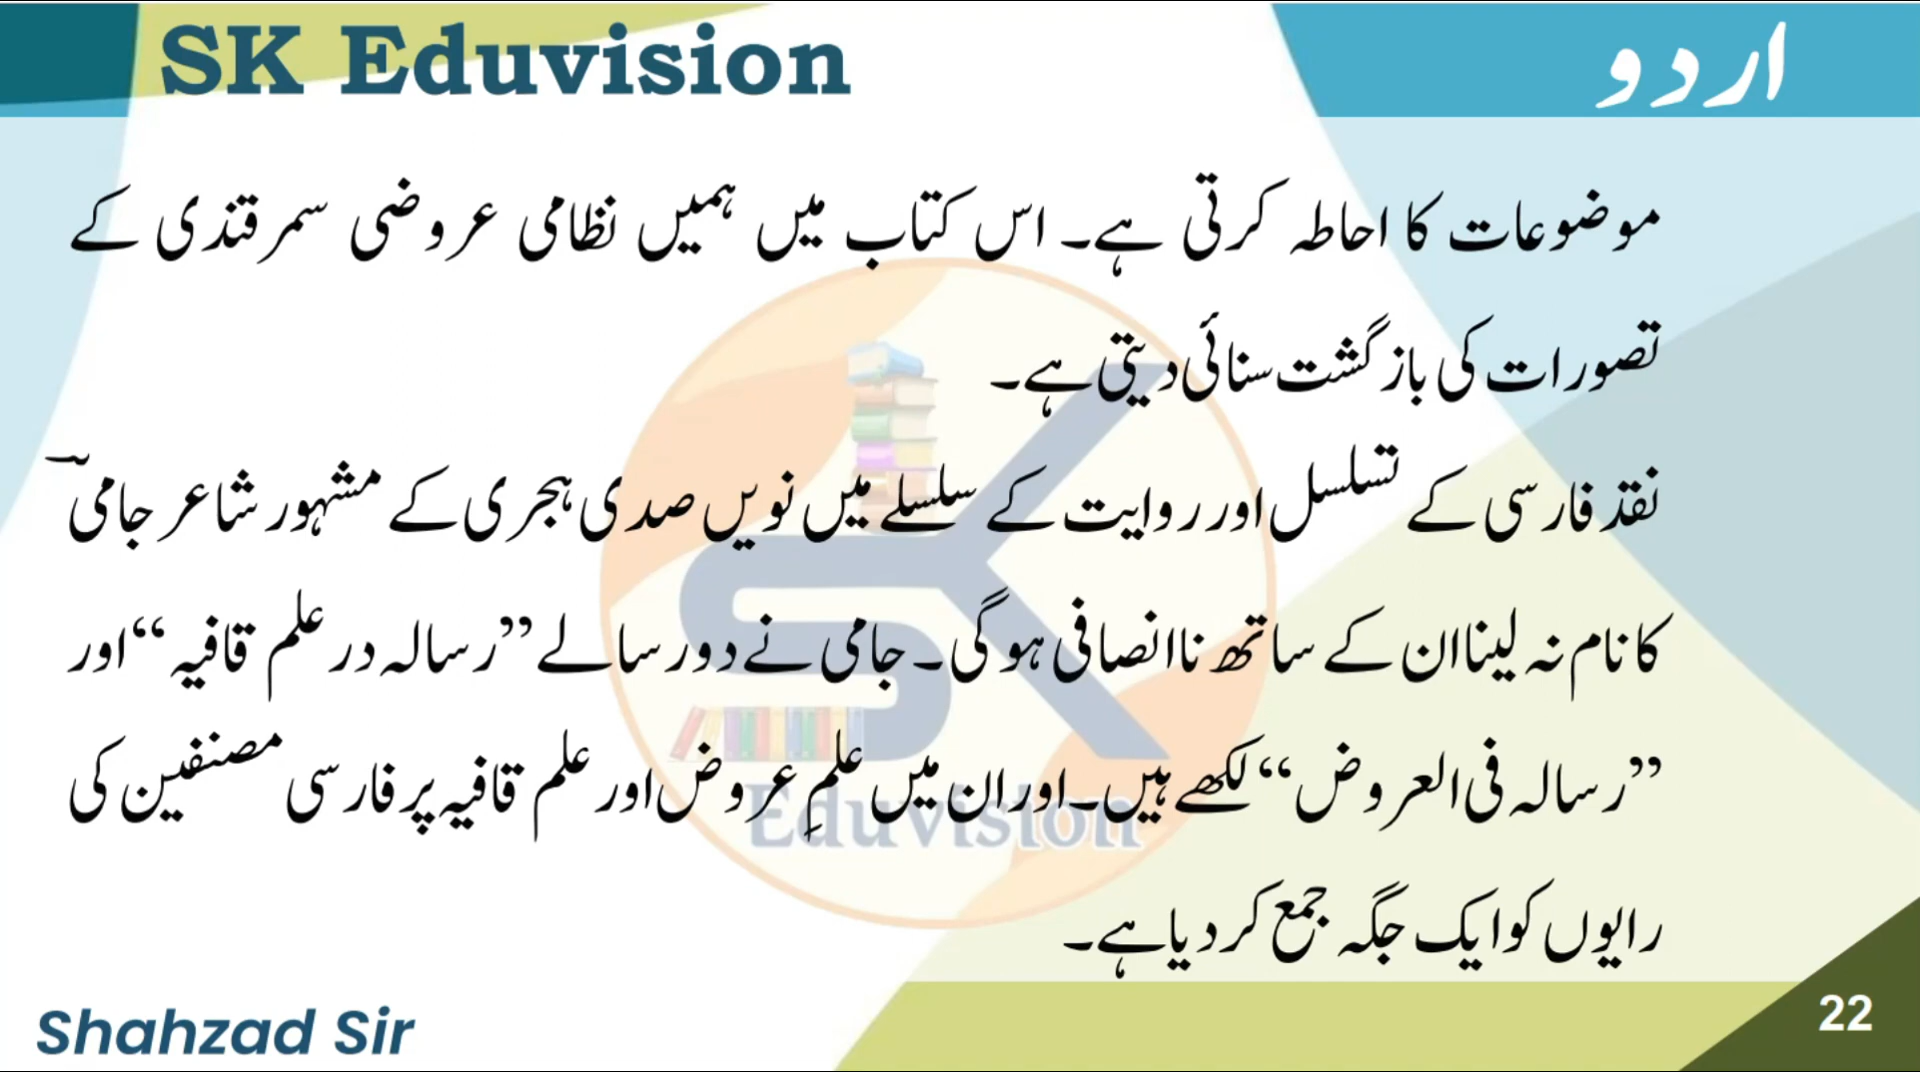 SK Eduvision
اردو
موضوعات کا احاطہ کرتی ہے۔ اس کتاب میں ہمیں نظامی عروضی سمرقندی کے
تصورات کی بازگشت سنائی دیتی ہے۔
نقد فارسی کے تسلسل اور روایت کے سلسلے میں نویں صدی ہجری کے مشہور شاعر جامیؔ
کا نام نہ لینا ان کے ساتھ ناانصافی ہوگی۔ جامی نے دو رسالے ”رسالہ در علم قافیہ“ اور
”رسالہ فی العروض“ لکھے ہیں۔ اور ان میں علمِ عروض اور علم قافیہ پر فارسی مصنفین کی
رایوں کو ایک جگہ جمع کر دیا ہے۔
SK
Eduvision
Shahzad Sir
22